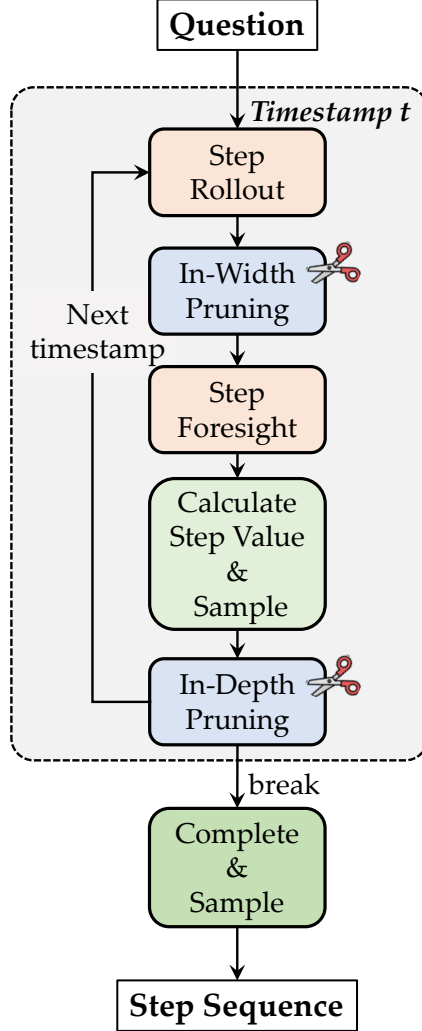 Question
Timestamp t
Step
Rollout
In-Width
Pruning
Next
timestamp
Step
Foresight
Calculate
Step Value
&
Sample
In-Depth
Pruning
break
Complete
&
Sample
Step Sequence